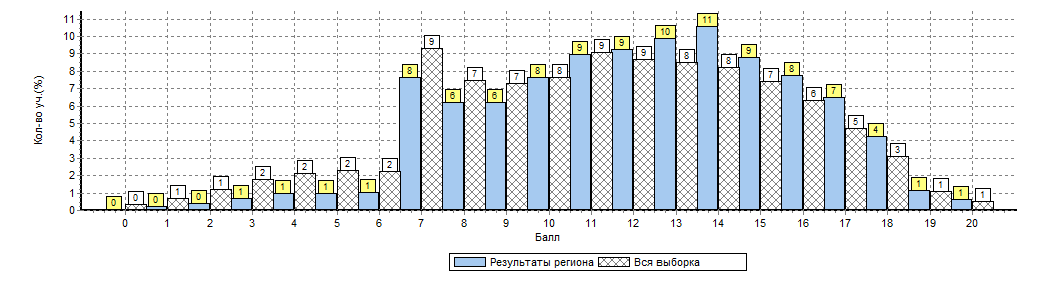 11
10
9
8
7
6
5
4
3
2
1
0
Кол-во уч.(%)
0 0 0 1 0 1 1 2 1 2 1 2 1 2 8 9 6 7 6 7 8 8 9 9 9 9 10 8 11 8 9 7 8 6 7 5 4 3 1 1 1 1
0 1 2 3 4 5 6 7 8 9 10 11 12 13 14 15 16 17 18 19 20
Балл
Результаты региона Вся выборка